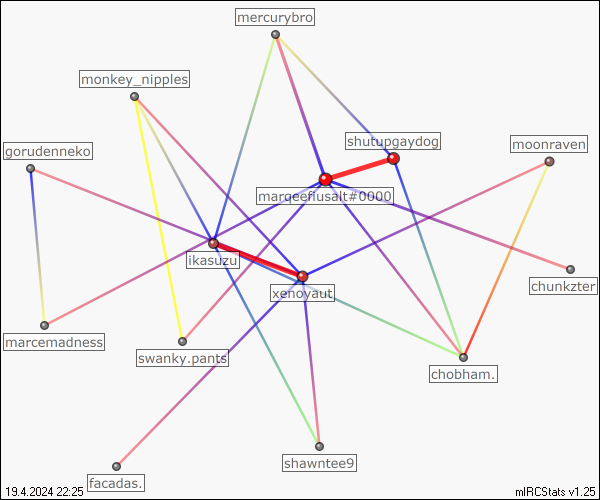 mercurybro
monkey_nipples
shutupgaydog
gorudenneko
moonraven
marqeefiusalt#0000
ikasuzu
xenoyaut
chunkzter
marcemadness
swanky.pants
chobham.
shawntee9
facadas.
19.4.2024 22:25
mIRCStats v1.25